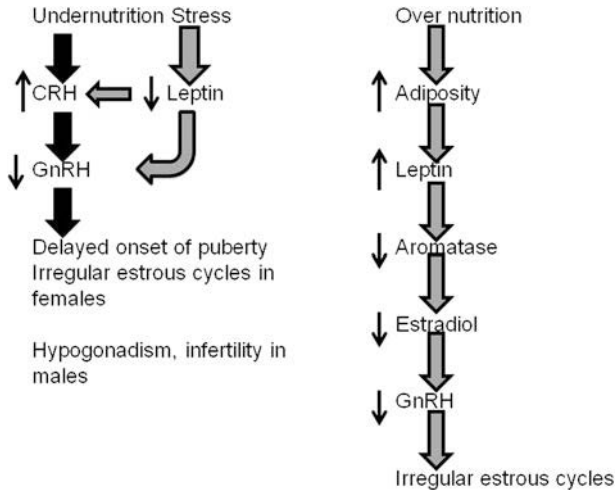 Undernutrition Stress
CRH
Leptin
GnRH
Delayed onset of puberty
Irregular estrous cycles in
females
Hypogonadism, infertility in
males
Over nutrition
Adiposity
Leptin
Aromatase
Estradiol
GnRH
Irregular estrous cycles